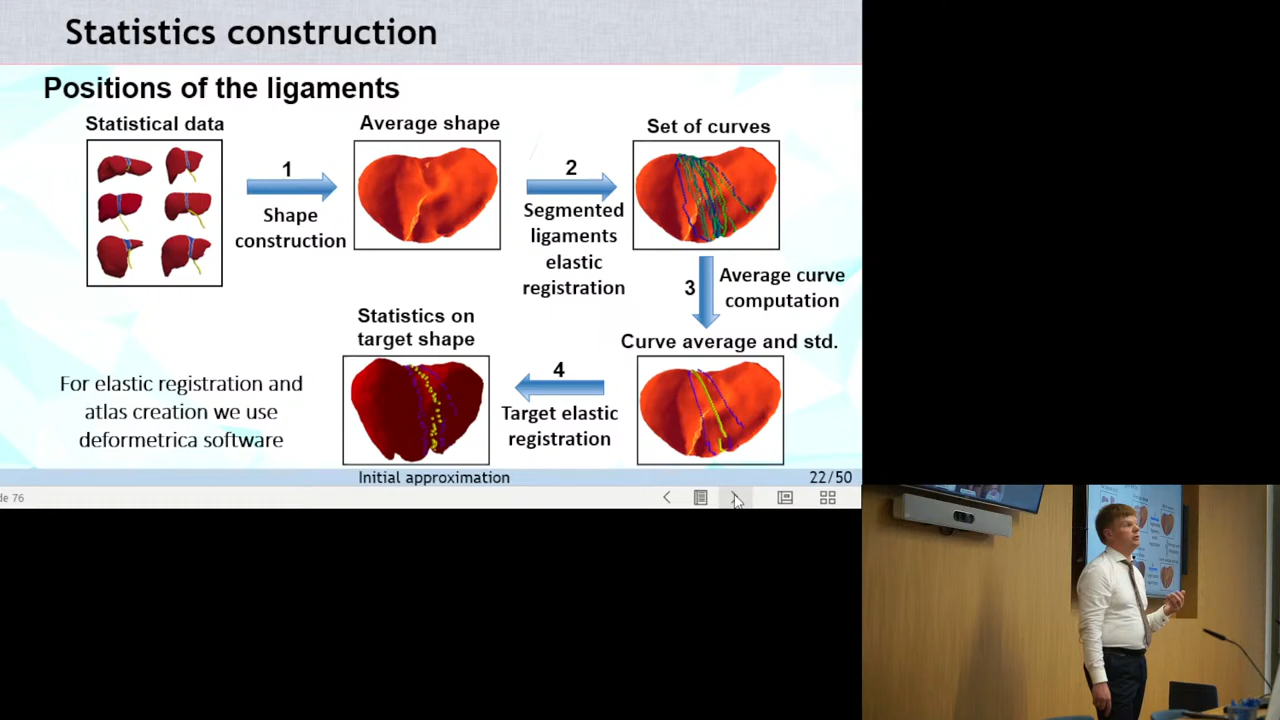 Statistics construction
Positions of the ligaments
Statistical data
1
Shape
construction
Average shape
2
Segmented
ligaments
elastic
registration
Set of curves
3
Average curve
computation
Curve average and std.
4
Target elastic
registration
Statistics on
target shape
For elastic registration and
atlas creation we use
deformetrica software
Initial approximation
22/50
de 76